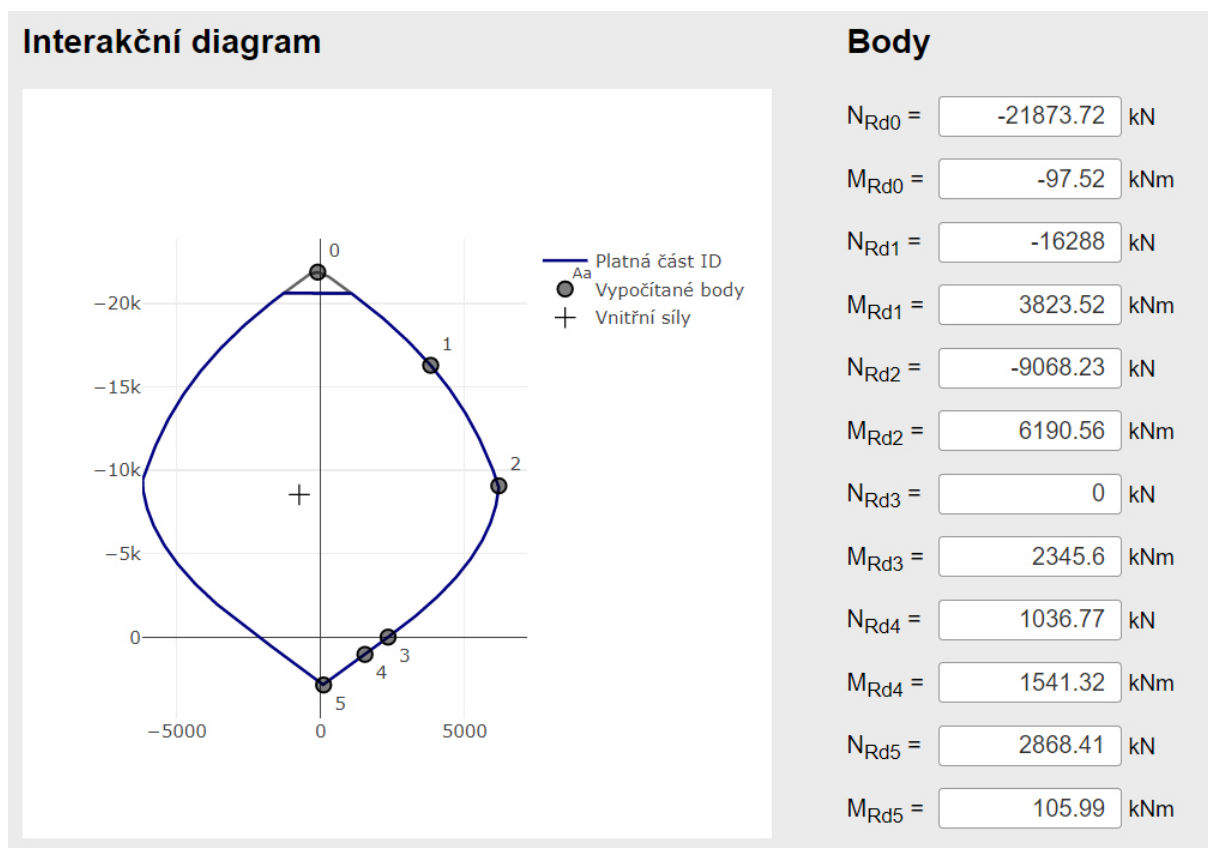 Interakční diagram
0
−20k
1
−15k
2
−10k
−5k
0
3
4
5
−5000
0
5000
Platná část ID
Aa
Vypočítané body
Vnitřní síly
Body
NRd0 = -21873.72 kN
MRd0 = -97.52 kNm
NRd1 = -16288 kN
MRd1 = 3823.52 kNm
NRd2 = -9068.23 kN
MRd2 = 6190.56 kNm
NRd3 = 0 kN
MRd3 = 2345.6 kNm
NRd4 = 1036.77 kN
MRd4 = 1541.32 kNm
NRd5 = 2868.41 kN
MRd5 = 105.99 kNm